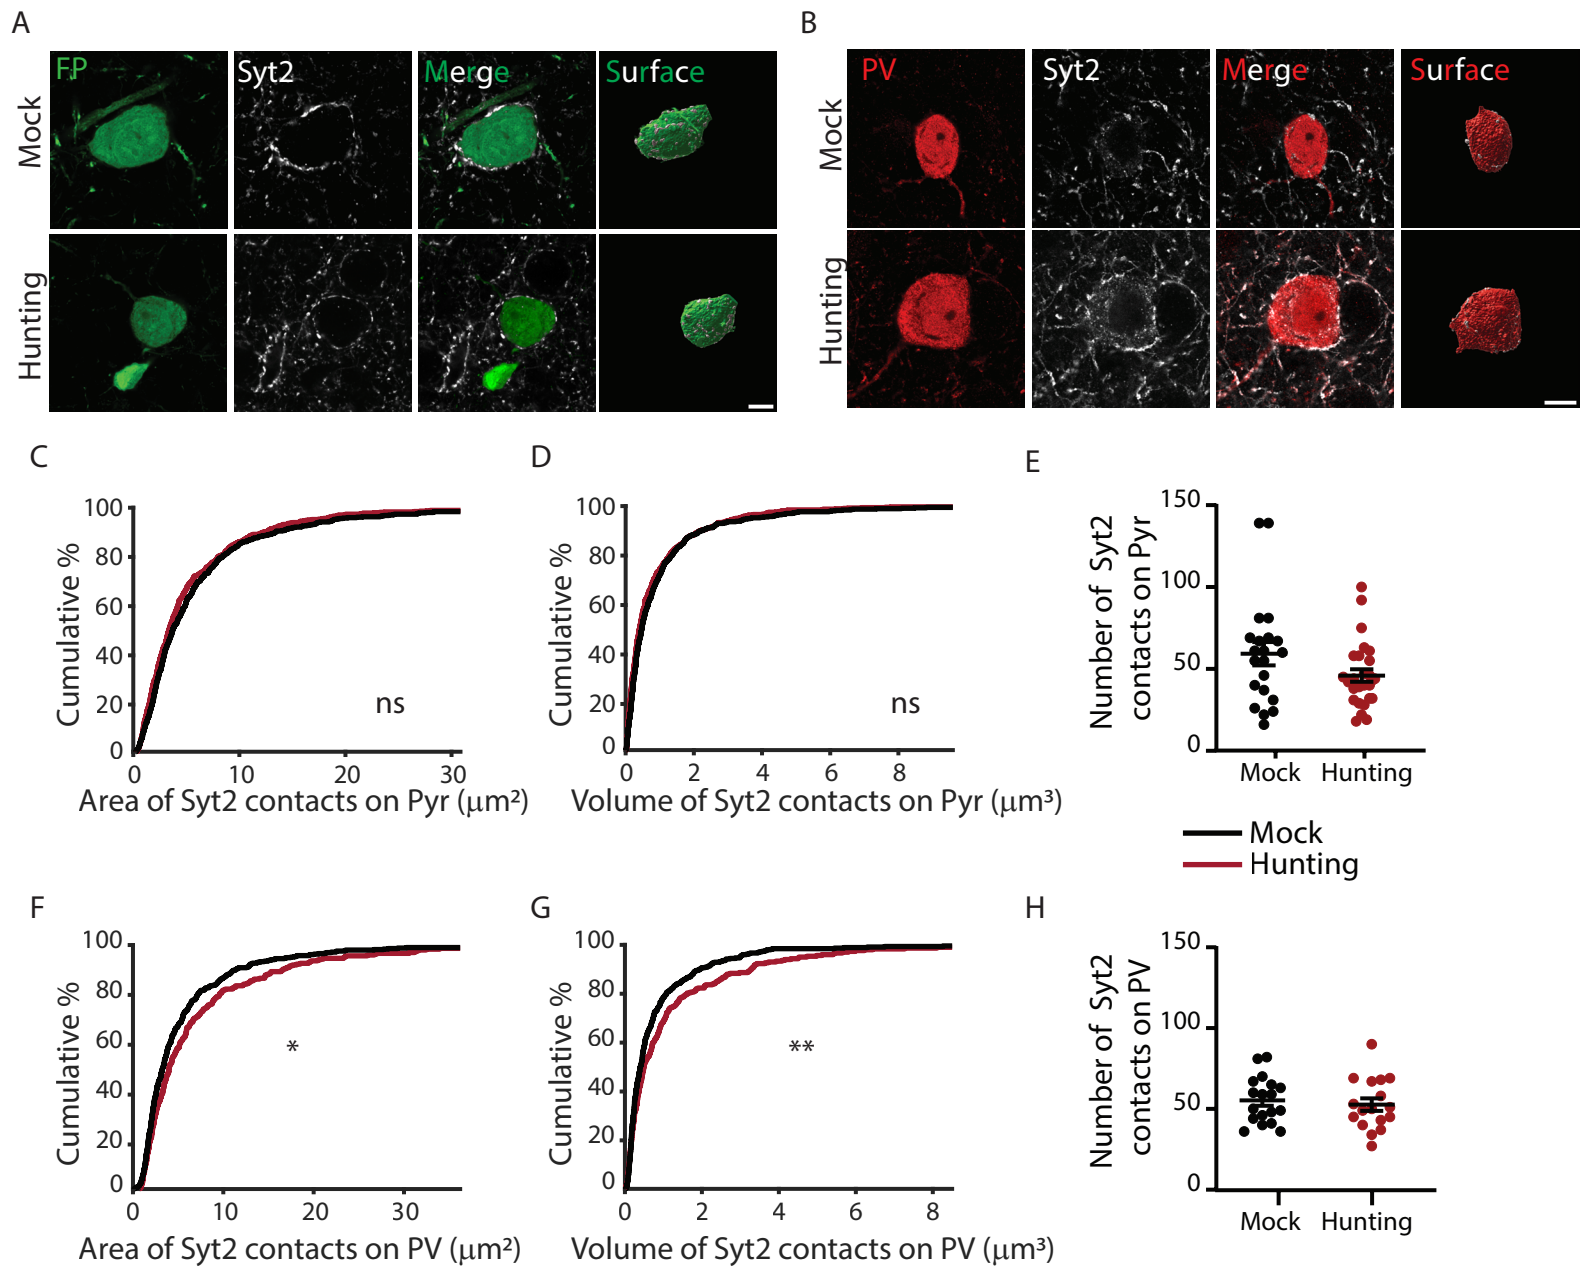 A
B
FP
Syt2
Merge
Surface
PV
Syt2
Merge
Surface
Mock
Mock
Hunting
Hunting
C
D
E
100
80
60
40
20
0
Cumulative %
ns
0 10 20 30
Area of Syt2 contacts on Pyr (μm²)
100
80
60
40
20
0
Cumulative %
ns
0 2 4 6 8
Volume of Syt2 contacts on Pyr (μm³)
150
100
50
0
Number of Syt2
contacts on Pyr
Mock Hunting
Mock
Hunting
F
G
H
100
80
60
40
20
0
Cumulative %
*
0 10 20 30
Area of Syt2 contacts on PV (μm²)
100
80
60
40
20
0
Cumulative %
**
0 2 4 6 8
Volume of Syt2 contacts on PV (μm³)
150
100
50
0
Number of Syt2
contacts on PV
Mock Hunting